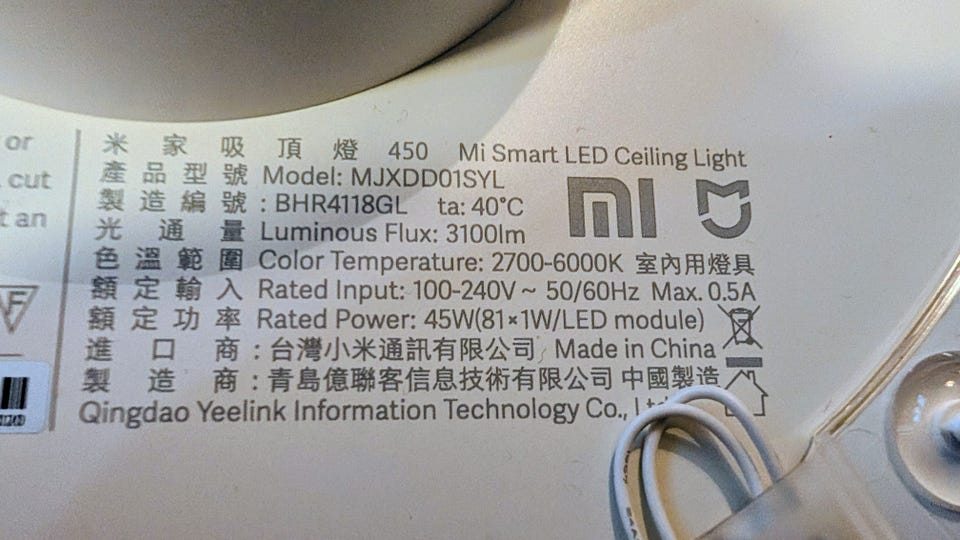 or
cut
t an
米家吸頂燈 450 Mi Smart LED Ceiling Light
產品型號 Model: MJXDD01SYL
製造編號 : BHR4118GL ta: 40°C
光通量 Luminous Flux: 3100lm
色溫範圍 Color Temperature: 2700-6000K 室內用燈具
額定輸入 Rated Input: 100-240V ~ 50/60Hz Max. 0.5A
額定功率 Rated Power: 45W(81×1W/LED module)
進口商 : 台灣小米通訊有限公司 Made in China
製造商 : 青島億聯客信息技術有限公司 中國製造
Qingdao Yeelink Information Technology Co.,
mi
F